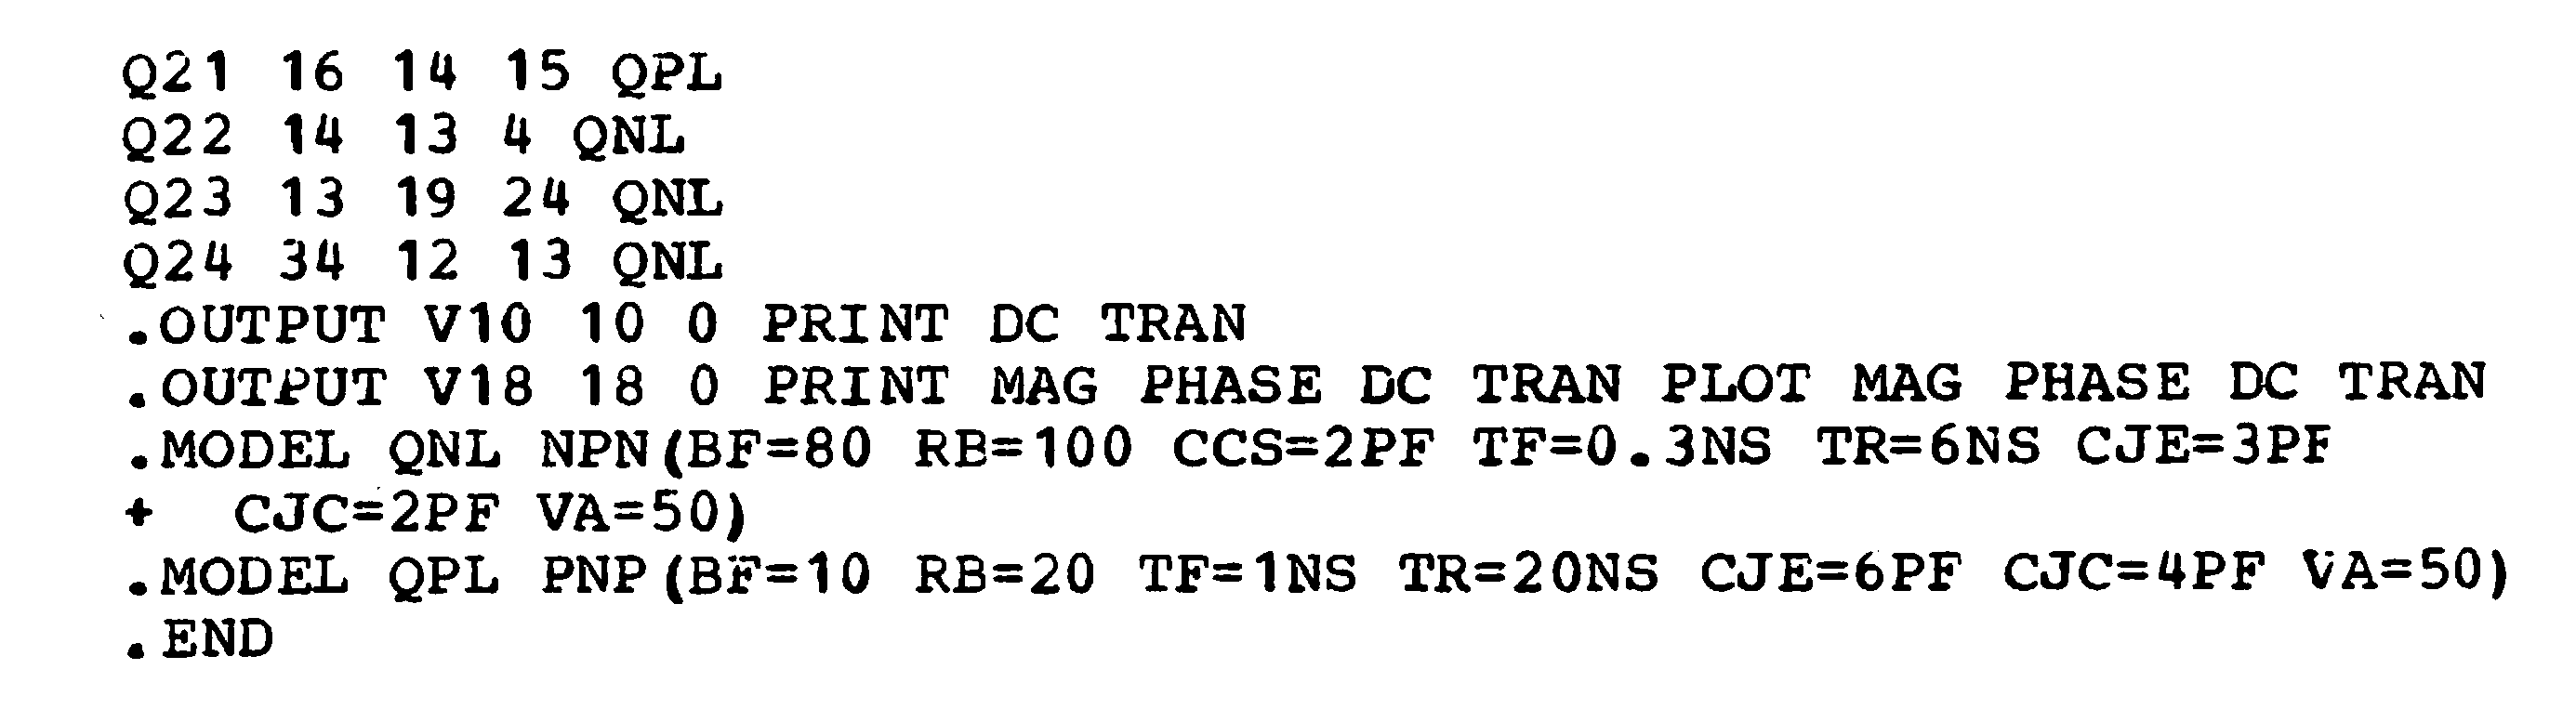 Q21 16 14 15 QPL
Q22 14 13 4 QNL
Q23 13 19 24 QNL
Q24 34 12 13 QNL
.OUTPUT V10 10 0 PRINT DC TRAN
.OUTPUT V18 18 0 PRINT MAG PHASE DC TRAN PLOT MAG PHASE DC TRAN
.MODEL QNL NPN(BF=80 RB=100 CCS=2PF TF=0.3NS TR=6NS CJE=3PF
+  CJC=2PF VA=50)
.MODEL QPL PNP(BF=10 RB=20 TF=1NS TR=20NS CJE=6PF CJC=4PF VA=50)
.END